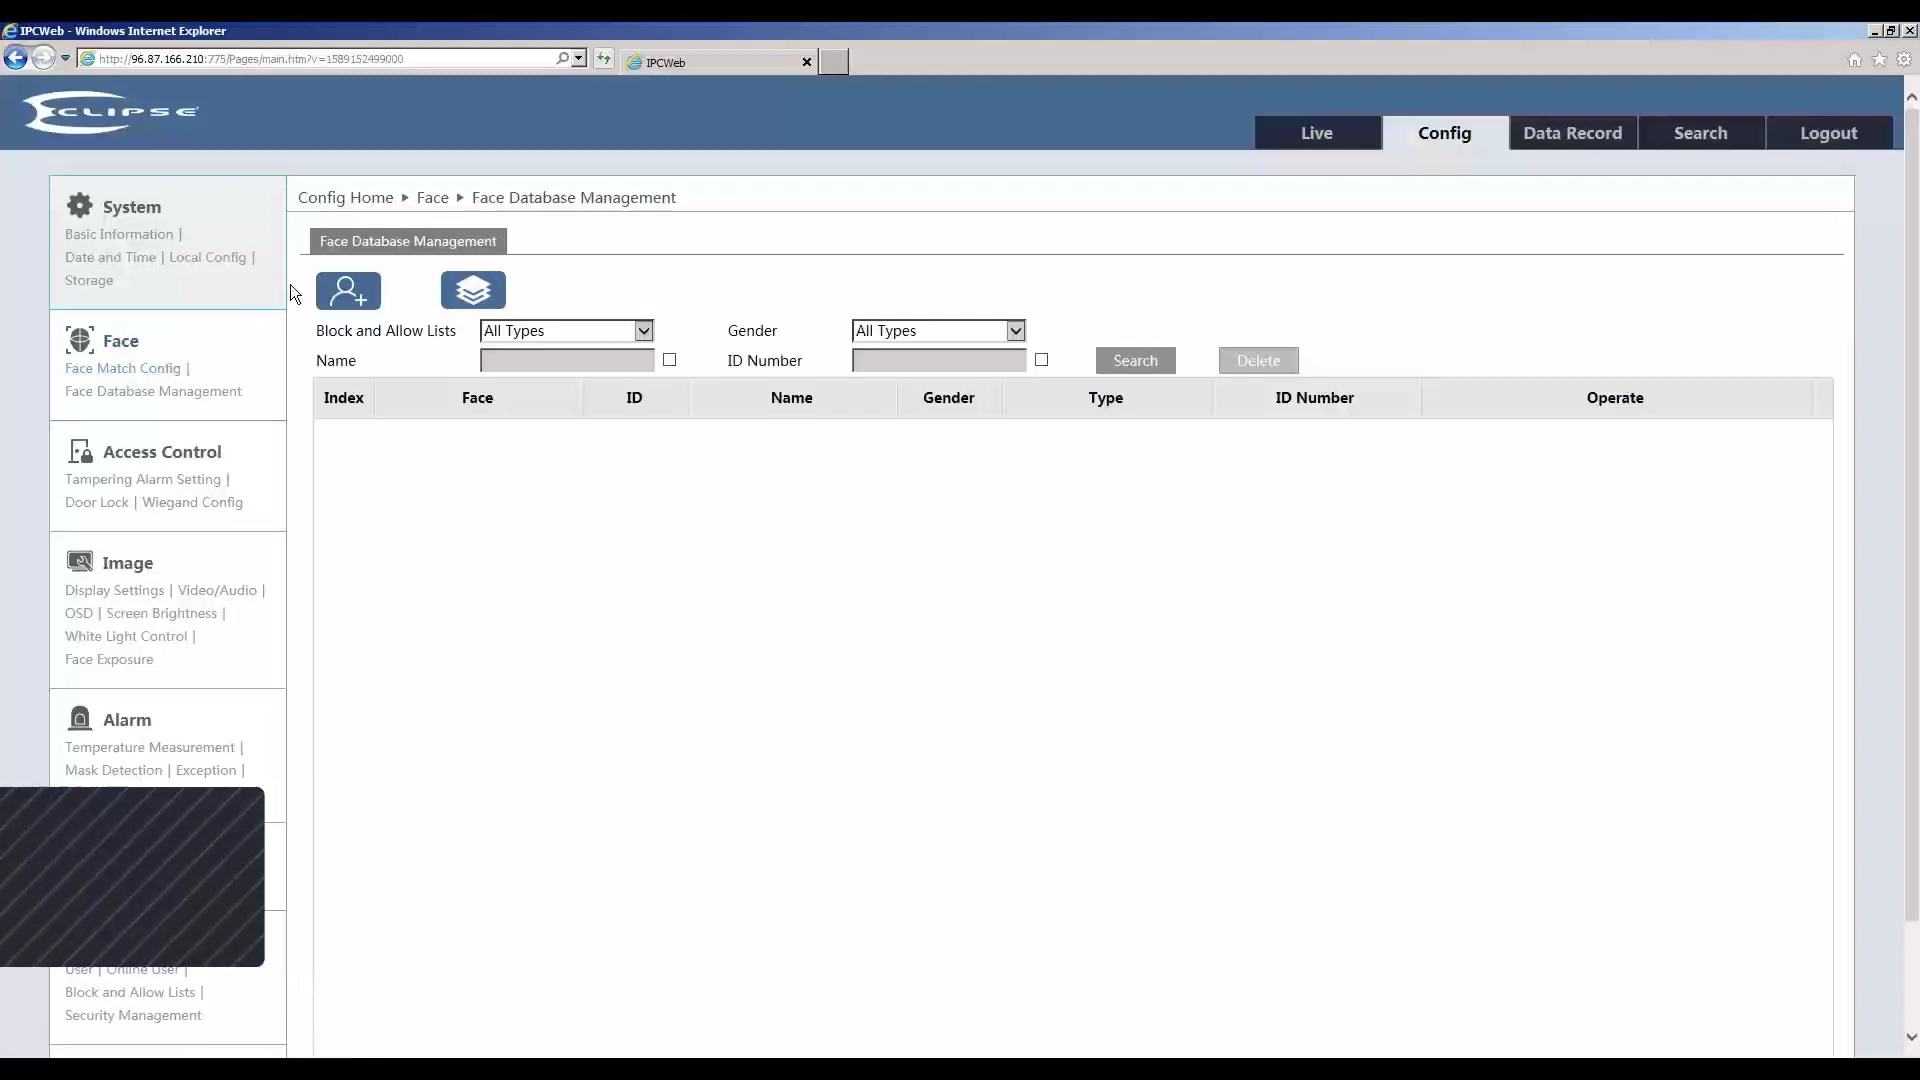 IPCWeb - Windows Internet Explorer
http://96.87.166.210:775/Pages/main.htm?v=1589152499000
IPCWeb
ECLIPSE
Live
Config
Data Record
Search
Logout
System
Basic Information |
Date and Time | Local Config |
Storage
Face
Face Match Config |
Face Database Management
Access Control
Tampering Alarm Setting |
Door Lock | Wiegand Config
Image
Display Settings | Video/Audio |
OSD | Screen Brightness |
White Light Control |
Face Exposure
Alarm
Temperature Measurement |
Mask Detection | Exception |
User | Online User |
Block and Allow Lists |
Security Management
Config Home ▸ Face ▸ Face Database Management
Face Database Management
Block and Allow Lists All Types Gender All Types
Name ID Number Search Delete
Index Face ID Name Gender Type ID Number Operate